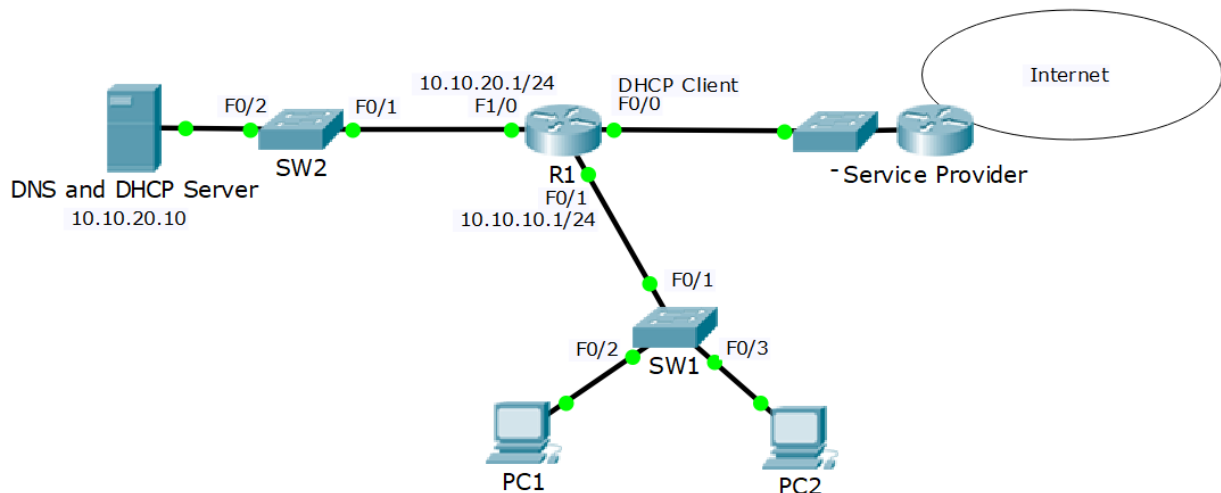 Internet
10.10.20.1/24
DHCP Client
F0/2
F0/1
F1/0
F0/0
SW2
R1
- Service Provider
DNS and DHCP Server
10.10.20.10
F0/1
10.10.10.1/24
F0/1
F0/2
F0/3
SW1
PC1
PC2